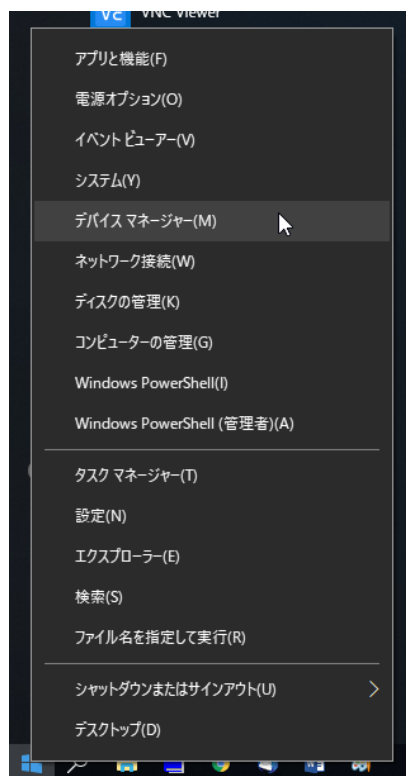 VNC Viewer
アプリと機能(F)
電源オプション(O)
イベント ビューアー(V)
システム(Y)
デバイス マネージャー(M)
ネットワーク接続(W)
ディスクの管理(K)
コンピューターの管理(G)
Windows PowerShell(I)
Windows PowerShell (管理者)(A)
タスク マネージャー(T)
設定(N)
エクスプローラー(E)
検索(S)
ファイル名を指定して実行(R)
シャットダウンまたはサインアウト(U)
デスクトップ(D)